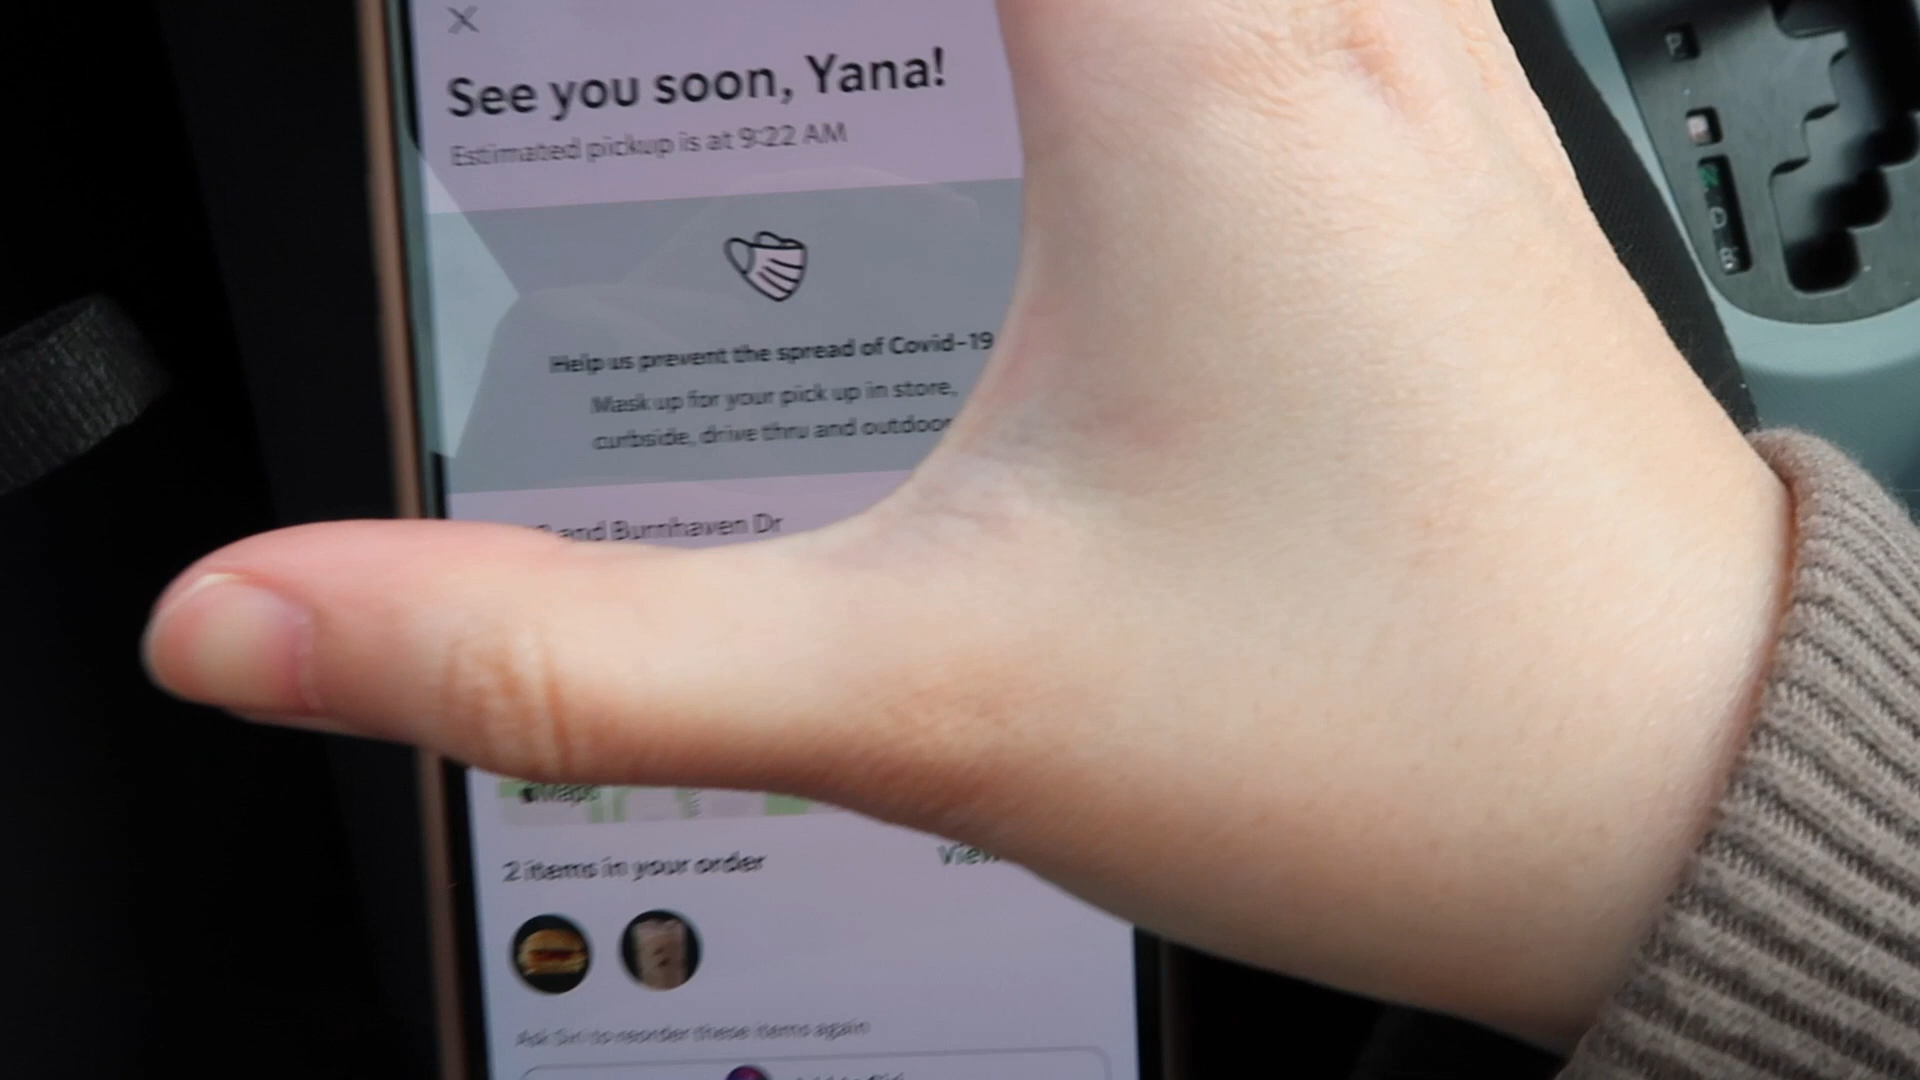 See you soon, Yana!
Estimated pickup is at 9:22 AM
Help us prevent the spread of Covid-19
Mask up for your pick up in store,
curbside, drive thru and outdoor
and Burnhaven Dr
Maps
2 items in your order
View
Ask Siri to reorder these items again
P
D
B